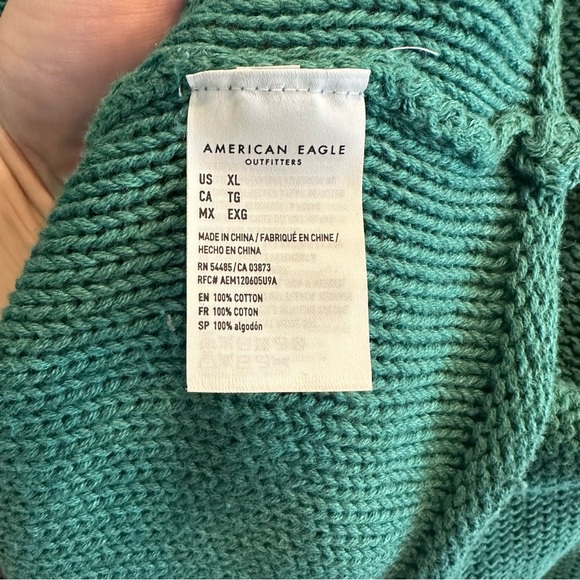 AMERICAN EAGLE
OUTFITTERS
US XL
CA TG
MX EXG
MADE IN CHINA / FABRIQUÉ EN CHINE /
HECHO EN CHINA
RN 54485 / CA 03873
RFC# AEM120605U9A
EN 100% COTTON
FR 100% COTON
SP 100% algodón